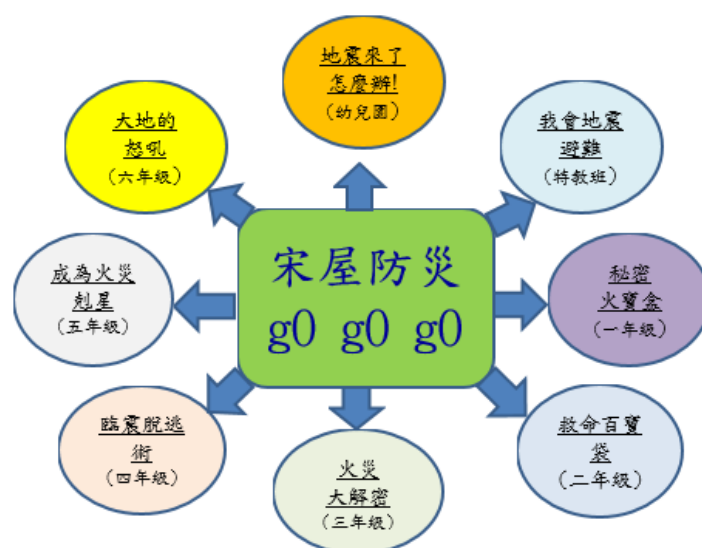 地震來了
怎麼辦!
(幼兒園)
我會地震
避難
(特教班)
秘密
火寶盒
(一年級)
救命百寶
袋
(二年級)
火災
大解密
(三年級)
臨震脫逃
術
(四年級)
成為火災
剋星
(五年級)
大地的
怒吼
(六年級)
宋屋防災
gO gO gO